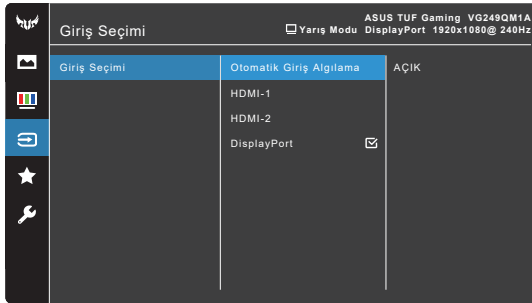 Giriş Seçimi
ASUS TUF Gaming VG249QM1A
Yarış Modu DisplayPort 1920x1080@ 240Hz
Giriş Seçimi
Otomatik Giriş Algılama
AÇIK
HDMI-1
HDMI-2
DisplayPort